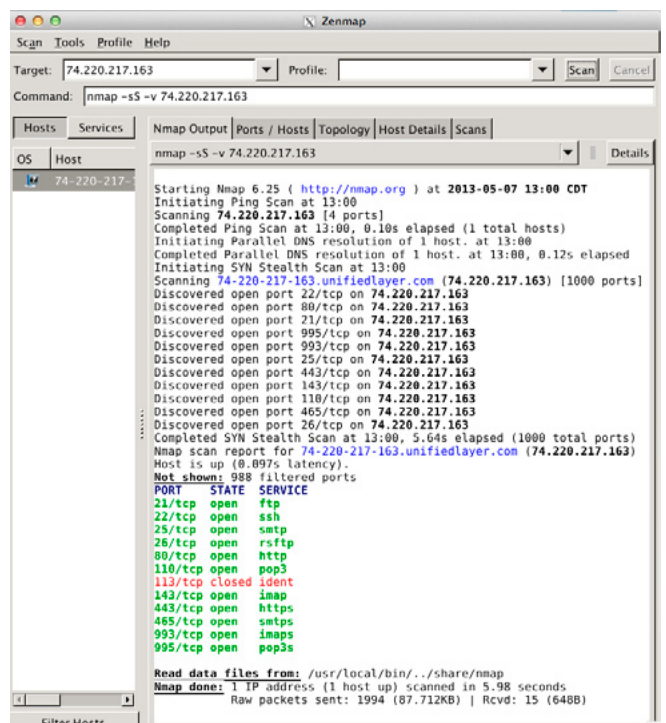 Zenmap
Scan Tools Profile Help
Target: 74.220.217.163 Profile: Scan Cancel
Command: nmap -sS -v 74.220.217.163
Hosts Services
Nmap Output Ports / Hosts Topology Host Details Scans
OS Host
nmap -sS -v 74.220.217.163 Details
74-220-217-
Starting Nmap 6.25 ( http://nmap.org ) at 2013-05-07 13:00 CDT
Initiating Ping Scan at 13:00
Scanning 74.220.217.163 [4 ports]
Completed Ping Scan at 13:00, 0.10s elapsed (1 total hosts)
Initiating Parallel DNS resolution of 1 host. at 13:00
Completed Parallel DNS resolution of 1 host. at 13:00, 0.12s elapsed
Initiating SYN Stealth Scan at 13:00
Scanning 74-220-217-163.unifiedlayer.com (74.220.217.163) [1000 ports]
Discovered open port 22/tcp on 74.220.217.163
Discovered open port 80/tcp on 74.220.217.163
Discovered open port 21/tcp on 74.220.217.163
Discovered open port 995/tcp on 74.220.217.163
Discovered open port 993/tcp on 74.220.217.163
Discovered open port 25/tcp on 74.220.217.163
Discovered open port 443/tcp on 74.220.217.163
Discovered open port 143/tcp on 74.220.217.163
Discovered open port 110/tcp on 74.220.217.163
Discovered open port 465/tcp on 74.220.217.163
Discovered open port 26/tcp on 74.220.217.163
Completed SYN Stealth Scan at 13:00, 5.64s elapsed (1000 total ports)
Nmap scan report for 74-220-217-163.unifiedlayer.com (74.220.217.163)
Host is up (0.097s latency).
Not shown: 988 filtered ports
PORT STATE SERVICE
21/tcp open ftp
22/tcp open ssh
25/tcp open smtp
26/tcp open rsftp
80/tcp open http
110/tcp open pop3
113/tcp closed ident
143/tcp open imap
443/tcp open https
465/tcp open smtps
993/tcp open imaps
995/tcp open pop3s
Read data files from: /usr/local/bin/../share/nmap
Nmap done: 1 IP address (1 host up) scanned in 5.98 seconds
Raw packets sent: 1994 (87.712KB) | Rcvd: 15 (648B)
Filter Hosts